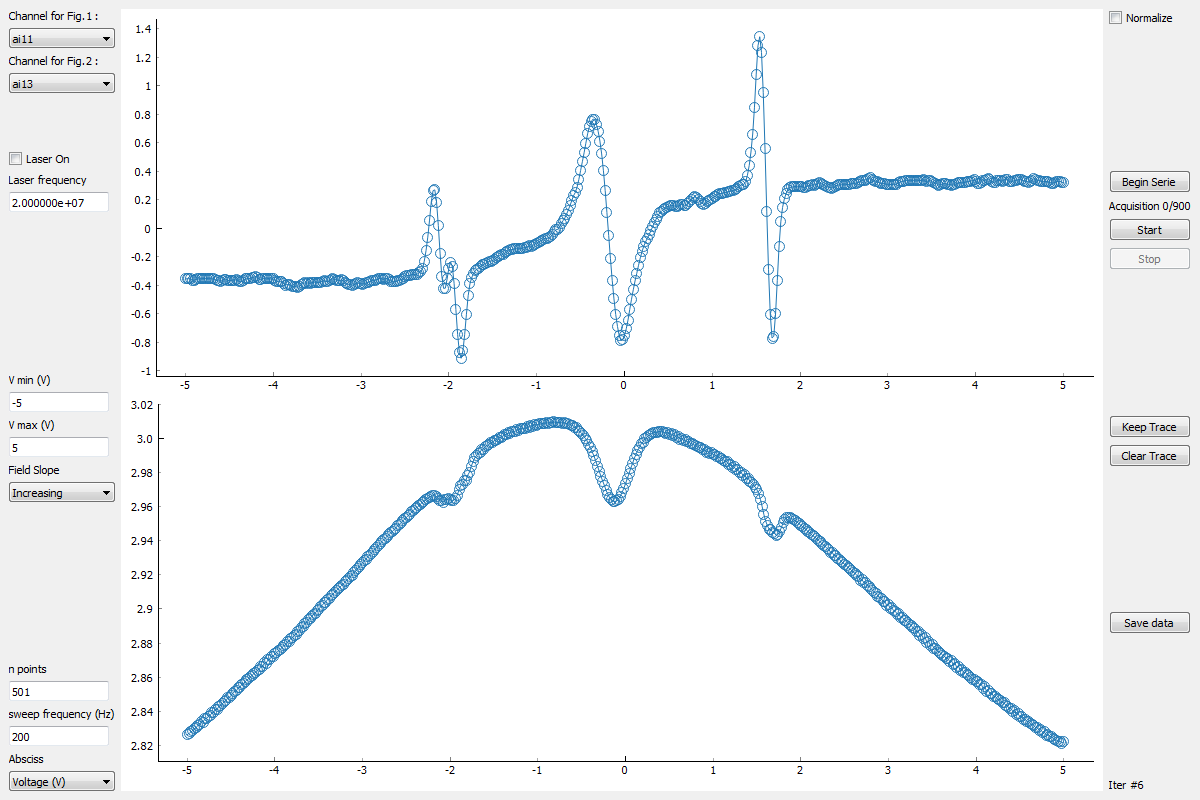 Channel for Fig.1 :
ai11
Channel for Fig.2 :
ai13
Laser On
Laser frequency
2.000000e+07
V min (V)
-5
V max (V)
5
Field Slope
Increasing
n points
501
sweep frequency (Hz)
200
Absciss
Voltage (V)
1.4
1.2
1
0.8
0.6
0.4
0.2
0
-0.2
-0.4
-0.6
-0.8
-1
-5 -4 -3 -2 -1 0 1 2 3 4 5
3.02
3.0
2.98
2.96
2.94
2.92
2.9
2.88
2.86
2.84
2.82
-5 -4 -3 -2 -1 0 1 2 3 4 5
Normalize
Begin Serie
Acquisition 0/900
Start
Stop
Keep Trace
Clear Trace
Save data
Iter #6